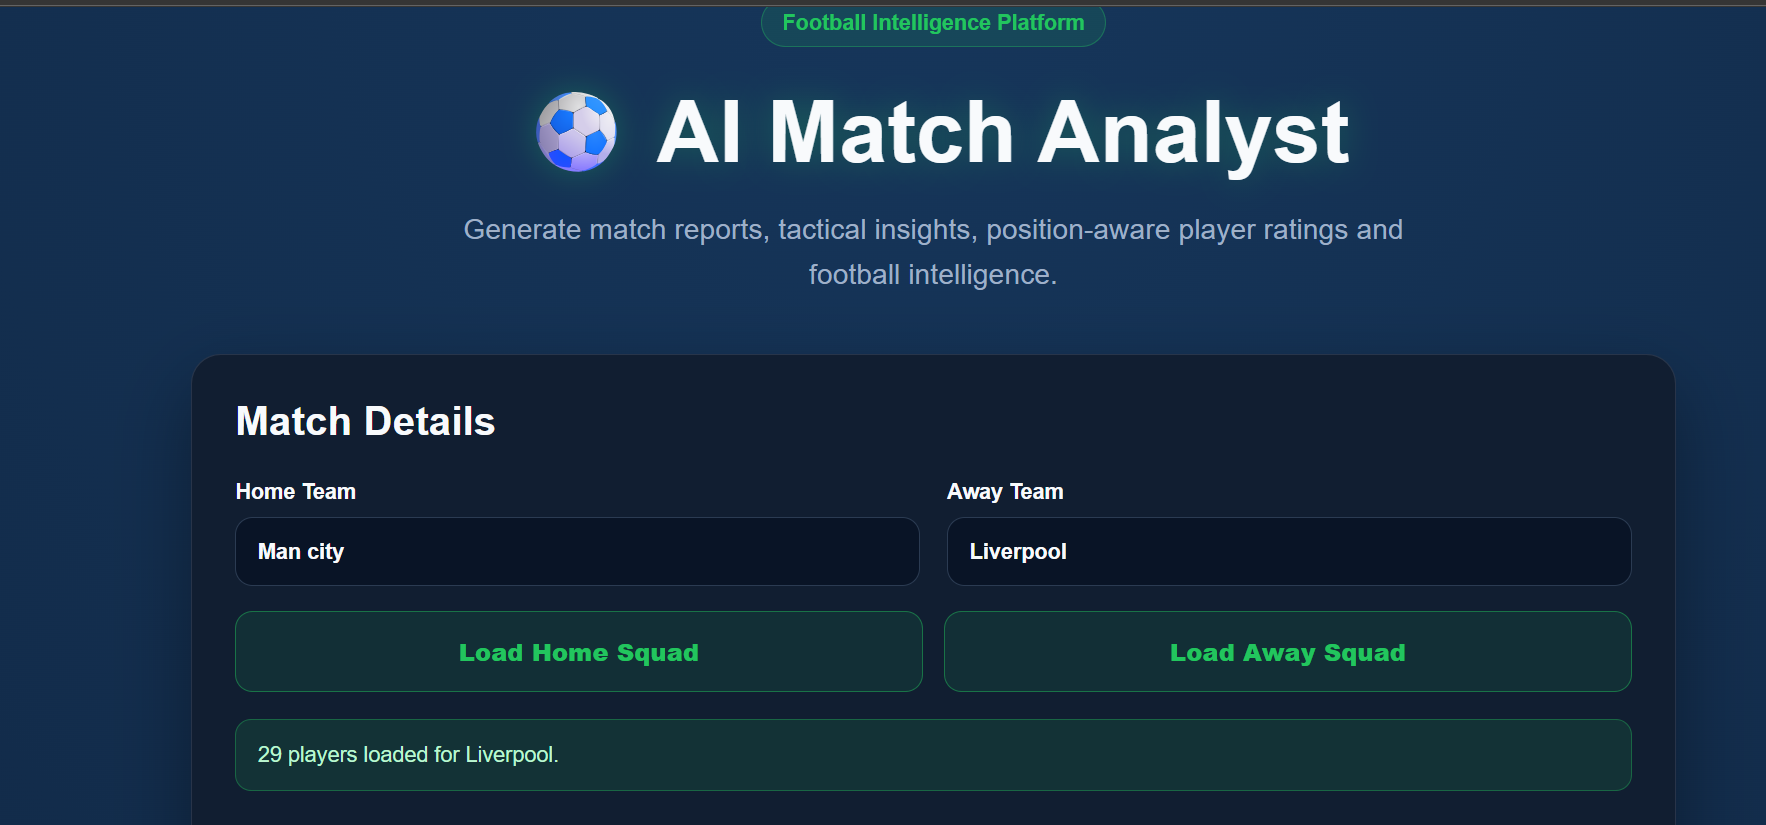 Football Intelligence Platform
AI Match Analyst
Generate match reports, tactical insights, position-aware player ratings and
football intelligence.
Match Details
Home Team
Away Team
Man city
Liverpool
Load Home Squad
Load Away Squad
29 players loaded for Liverpool.